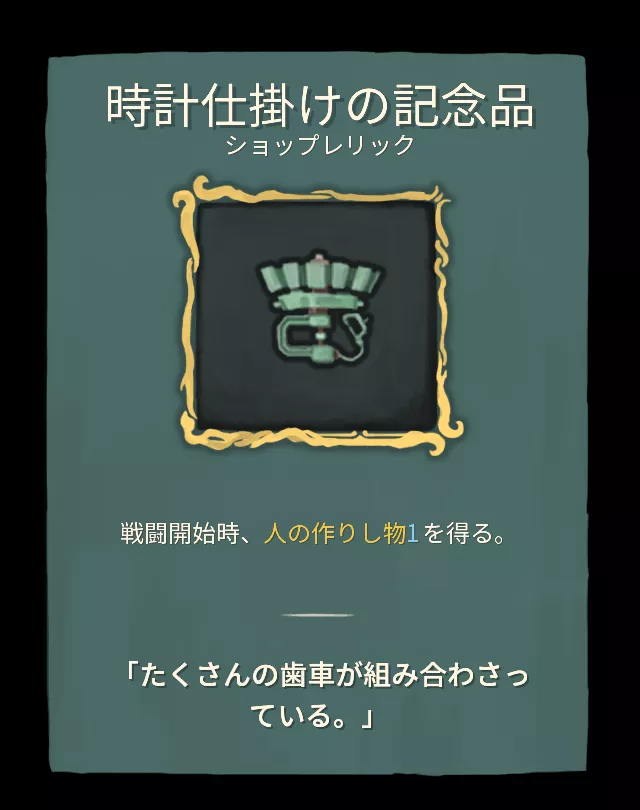 時計仕掛けの記念品
ショップレリック
戦闘開始時、人の作りし物1を得る。
「たくさんの歯車が組み合わさっ
ている。」